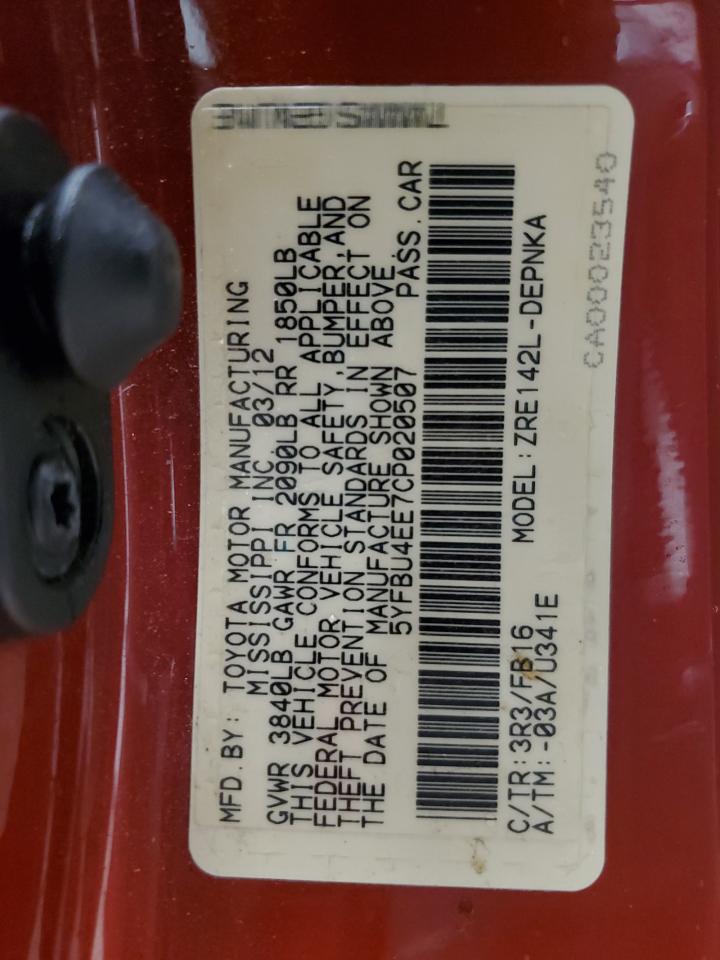 MFD.BY: TOYOTA MOTOR MANUFACTURING
MISSISSIPPI INC. 03/12
GVWR 3840LB GAWR FR 2090LB RR 1850LB
THIS VEHICLE CONFORMS TO ALL APPLICABLE
FEDERAL MOTOR VEHICLE SAFETY,BUMPER,AND
THEFT PREVENTION STANDARDS IN EFFECT ON
THE DATE OF MANUFACTURE SHOWN ABOVE.
5YFBU4EE7CP020507 PASS.CAR
C/TR:3R3/FB16 MODEL:ZRE142L-DEPNKA
A/TM:-03A/U341E
CA00023540